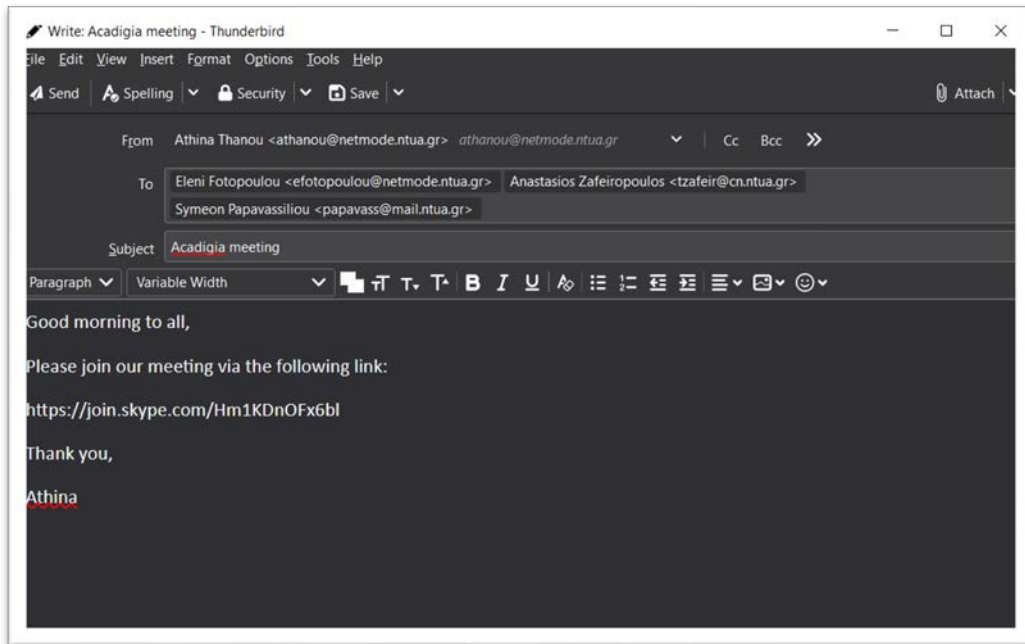 Write: Acadigia meeting - Thunderbird
File Edit View Insert Format Options Tools Help
Send Spelling Security Save Attach
From Athina Thanou <athanou@netmode.ntua.gr> athanou@netmode.ntua.gr Cc Bcc
To Eleni Fotopoulou <efotopoulou@netmode.ntua.gr> Anastasios Zafeiropoulos <tzafeir@cn.ntua.gr>
Symeon Papavassiliou <papavass@mail.ntua.gr>
Subject Acadigia meeting
Paragraph Variable Width
Good morning to all,
Please join our meeting via the following link:
https://join.skype.com/Hm1KDnOFx6bl
Thank you,
Athina